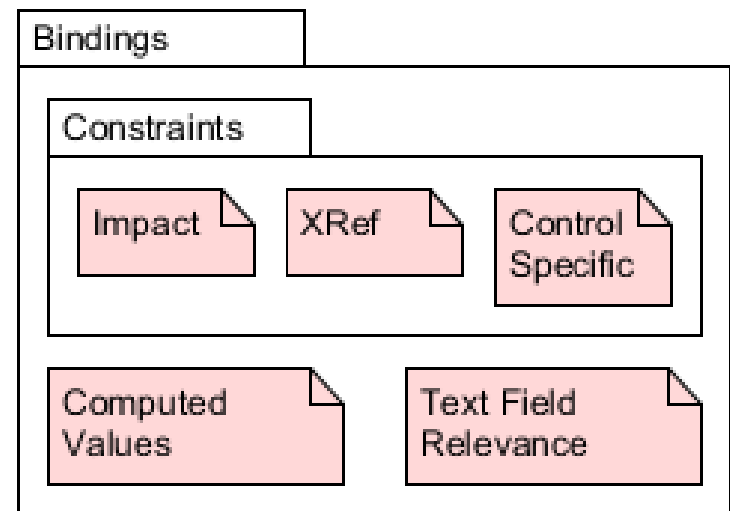 Bindings
Constraints
Impact
XRef
Control
Specific
Computed
Values
Text Field
Relevance